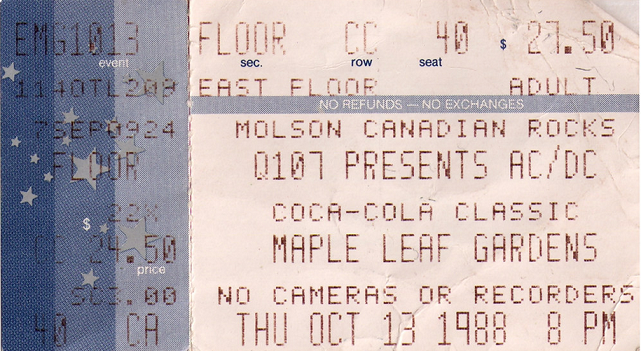 EMG1013 FLOOR CC 40 $ 27.50
event sec. row seat
1140TL209 EAST FLOOR ADULT
NO REFUNDS — NO EXCHANGES
7SEP0924 MOLSON CANADIAN ROCKS
FLOOR Q107 PRESENTS AC/DC
22X COCA-COLA CLASSIC
$
CC 24.50 MAPLE LEAF GARDENS
price
SC3.00 NO CAMERAS OR RECORDERS
40 CA THU OCT 13 1988 8 PM